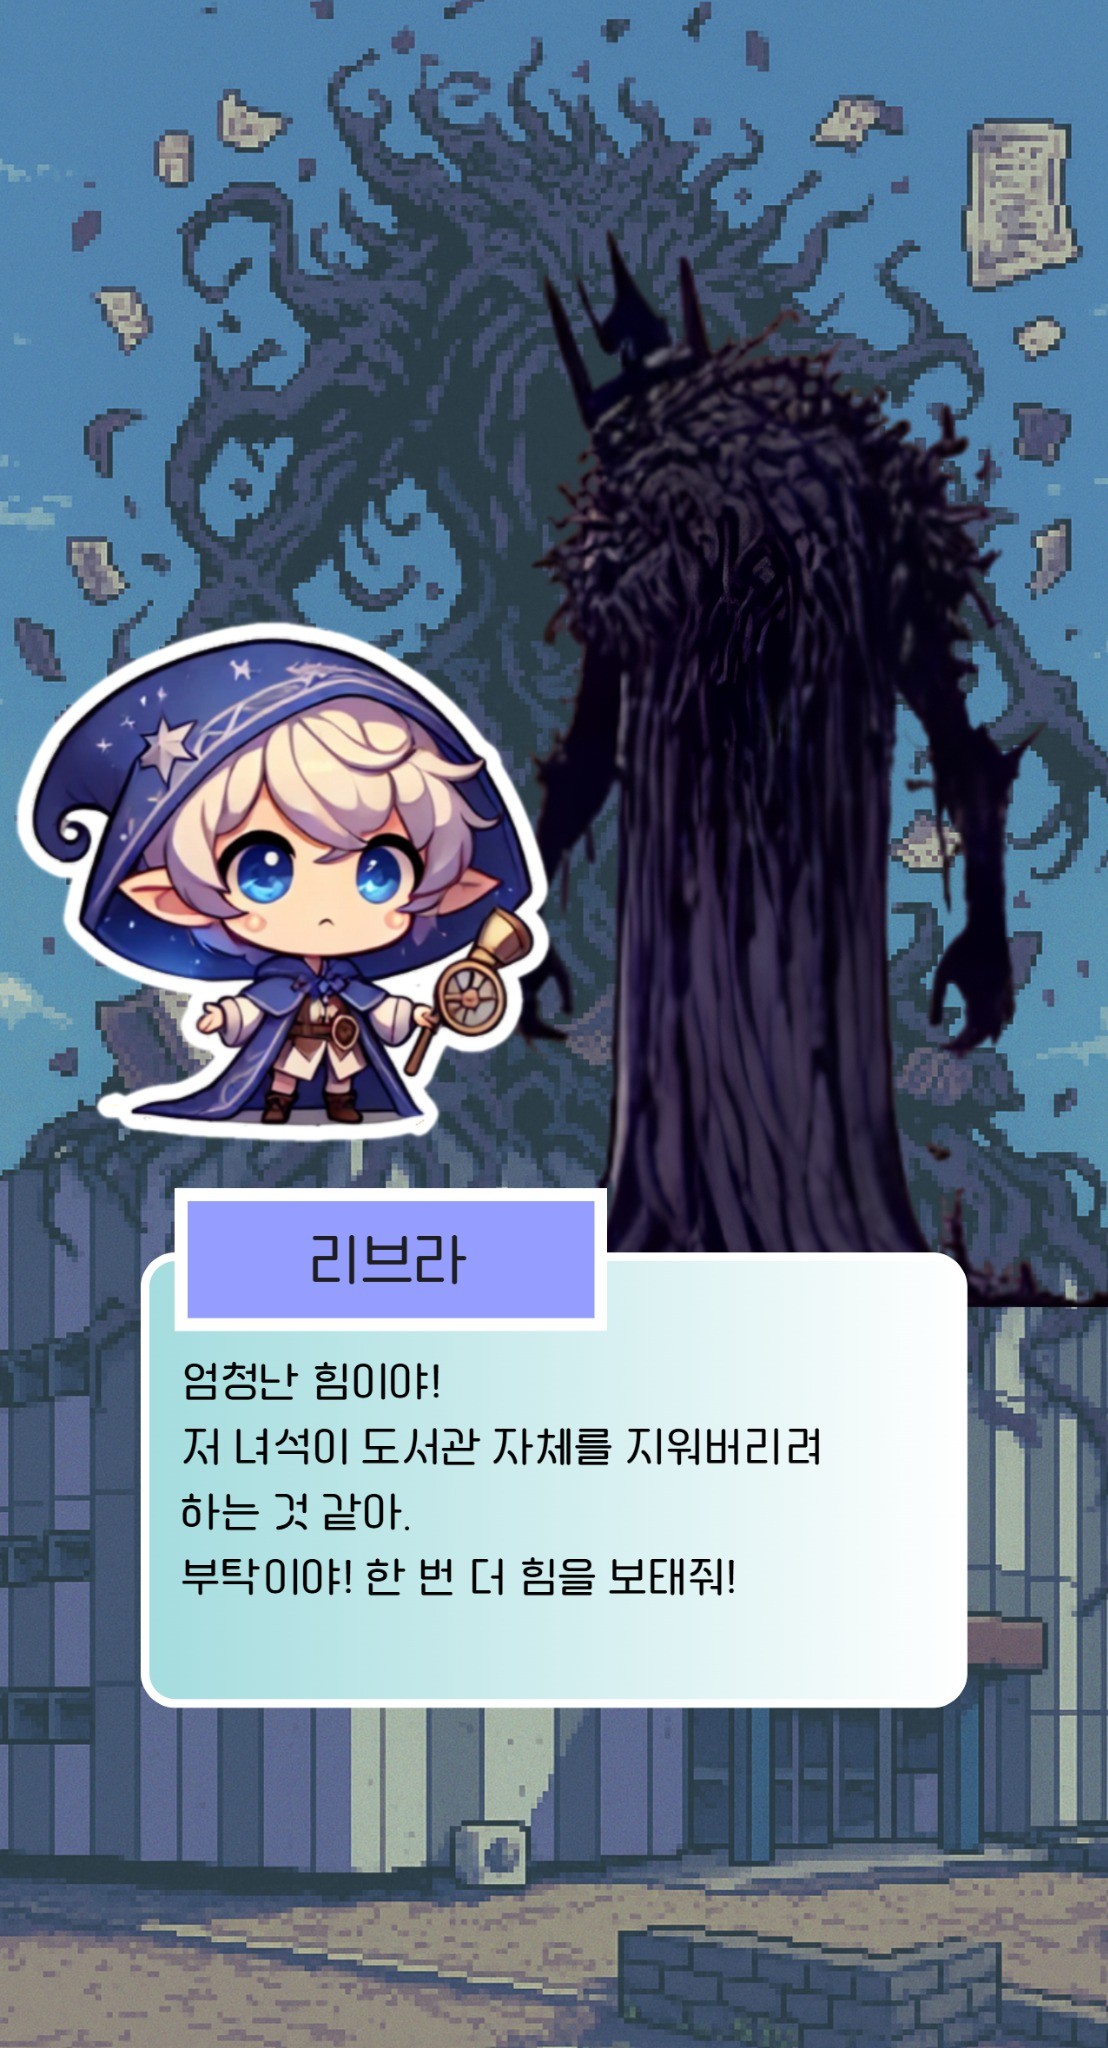 리브라
엄청난 힘이야!
저 녀석이 도서관 자체를 지워버리려
하는 것 같아.
부탁이야! 한 번 더 힘을 보태줘!